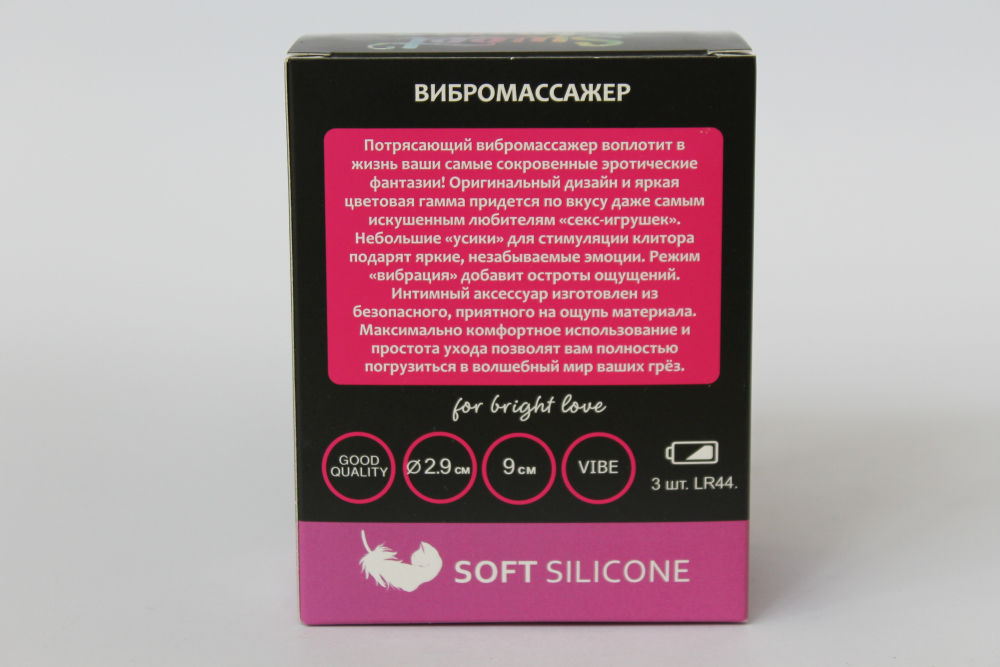 ВИБРОМАССАЖЕР
Потрясающий вибромассажер воплотит в
жизнь ваши самые сокровенные эротические
фантазии! Оригинальный дизайн и яркая
цветовая гамма придется по вкусу даже самым
искушенным любителям «секс-игрушек».
Небольшие «усики» для стимуляции клитора
подарят яркие, незабываемые эмоции. Режим
«вибрация» добавит остроты ощущений.
Интимный аксессуар изготовлен из
безопасного, приятного на ощупь материала.
Максимально комфортное использование и
простота ухода позволят вам полностью
погрузиться в волшебный мир ваших грёз.
for bright love
GOOD
QUALITY
Ø 2.9 см
9 см
VIBE
3 шт. LR44.
SOFT SILICONE